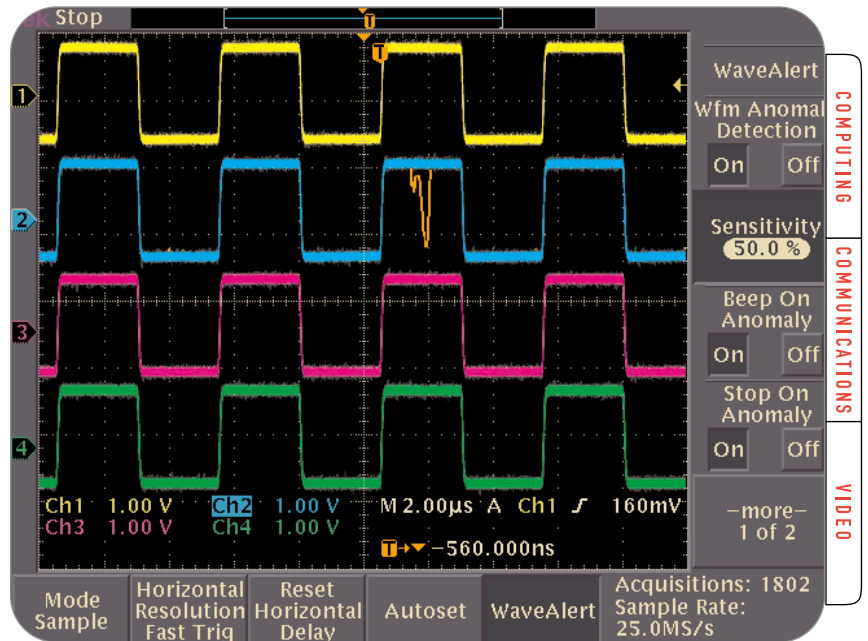 ek Stop
T
T
1
2
3
4
Ch1 1.00 V Ch2 1.00 V M 2.00µs A Ch1 160mV
Ch3 1.00 V Ch4 1.00 V
T→▼ −560.000ns
WaveAlert
Wfm Anomal
Detection
On Off
Sensitivity
50.0 %
Beep On
Anomaly
On Off
Stop On
Anomaly
On Off
–more–
1 of 2
Mode
Sample
Horizontal
Resolution
Fast Trig
Reset
Horizontal
Delay
Autoset
WaveAlert
Acquisitions: 1802
Sample Rate:
25.0MS/s
COMPUTING
COMMUNICATIONS
VIDEO